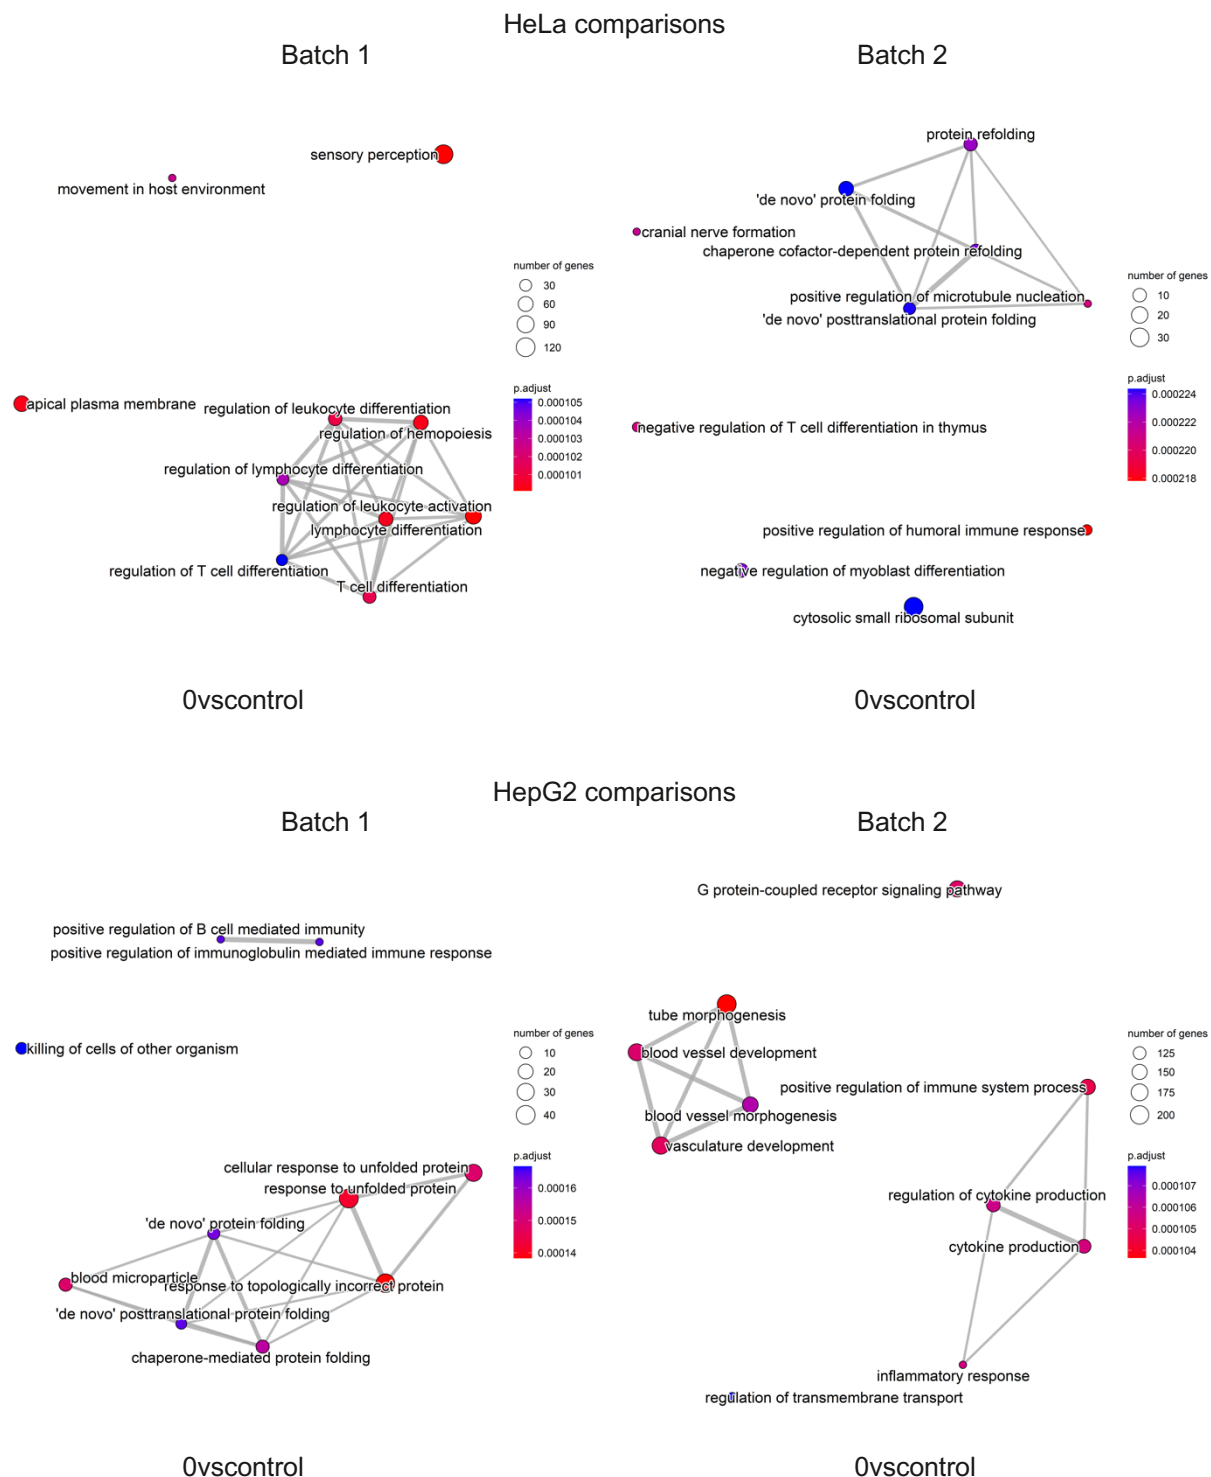 HeLa comparisons
Batch 1
Batch 2
sensory perception
movement in host environment
number of genes
30
60
90
120
apical plasma membrane
p.adjust
0.000105
0.000104
0.000103
0.000102
0.000101
regulation of leukocyte differentiation
regulation of hemopoiesis
regulation of lymphocyte differentiation
regulation of leukocyte activation
lymphocyte differentiation
regulation of T cell differentiation
T cell differentiation
0vscontrol
protein refolding
'de novo' protein folding
cranial nerve formation
chaperone cofactor-dependent protein refolding
positive regulation of microtubule nucleation
'de novo' posttranslational protein folding
number of genes
10
20
30
p.adjust
0.000224
0.000222
0.000220
0.000218
negative regulation of T cell differentiation in thymus
positive regulation of humoral immune response
negative regulation of myoblast differentiation
cytosolic small ribosomal subunit
0vscontrol
HepG2 comparisons
Batch 1
Batch 2
positive regulation of B cell mediated immunity
positive regulation of immunoglobulin mediated immune response
killing of cells of other organism
number of genes
10
20
30
40
p.adjust
0.00016
0.00015
0.00014
cellular response to unfolded protein
response to unfolded protein
'de novo' protein folding
blood microparticle
response to topologically incorrect protein
'de novo' posttranslational protein folding
chaperone-mediated protein folding
0vscontrol
G protein-coupled receptor signaling pathway
tube morphogenesis
blood vessel development
blood vessel morphogenesis
vasculature development
number of genes
125
150
175
200
positive regulation of immune system process
p.adjust
0.000107
0.000106
0.000105
0.000104
regulation of cytokine production
cytokine production
inflammatory response
regulation of transmembrane transport
0vscontrol